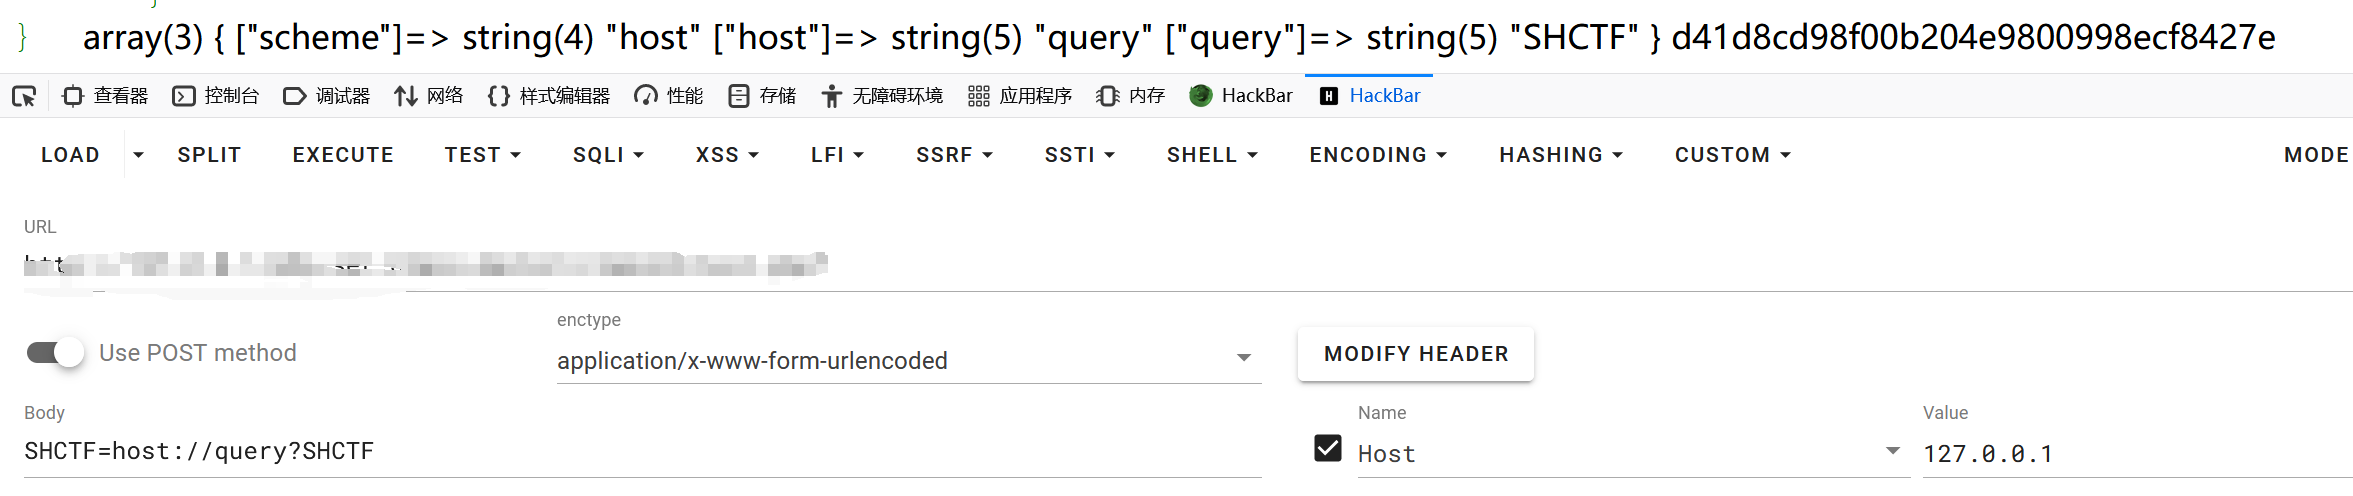 } array(3) { ["scheme"]=> string(4) "host" ["host"]=> string(5) "query" ["query"]=> string(5) "SHCTF" } d41d8cd98f00b204e9800998ecf8427e
查看器 控制台 调试器 网络 样式编辑器 性能 存储 无障碍环境 应用程序 内存 HackBar HackBar
LOAD SPLIT EXECUTE TEST SQLI XSS LFI SSRF SSTI SHELL ENCODING HASHING CUSTOM MODE
URL
enctype
Use POST method application/x-www-form-urlencoded MODIFY HEADER
Body Name Value
SHCTF=host://query?SHCTF Host 127.0.0.1